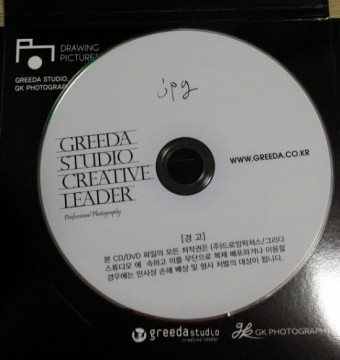 DRAWING
PICTURES
GREEDA STUDIO
GK PHOTOGRAPH
jpg
GREEDA
STUDIO
CREATIVE
LEADER
Professional Photography
WWW.GREEDA.CO.KR
[경 고]
본 CD/DVD 파일의 모든 저작권은 (주)드로잉픽쳐스/그리다
스튜디오 에 속하고 이를 무단으로 복제 배포하거나 이용할
경우에는 민사상 손해 배상 및 형사 처벌의 대상이 됩니다.
greedastudio
creative leader
GK PHOTOGRAPH